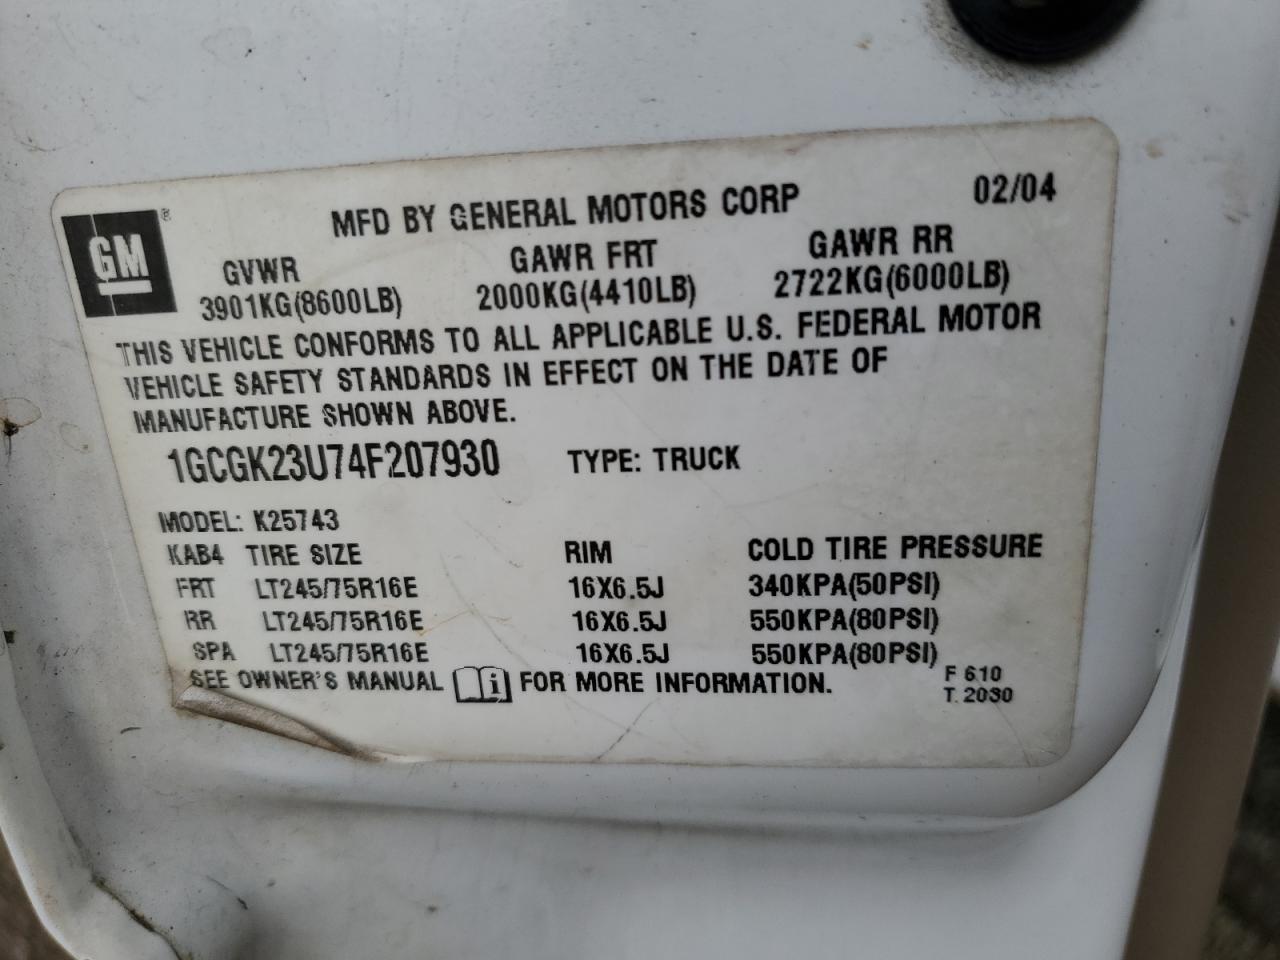 GM ®
MFD BY GENERAL MOTORS CORP 02/04
GVWR GAWR FRT GAWR RR
3901KG(8600LB) 2000KG(4410LB) 2722KG(6000LB)
THIS VEHICLE CONFORMS TO ALL APPLICABLE U.S. FEDERAL MOTOR
VEHICLE SAFETY STANDARDS IN EFFECT ON THE DATE OF
MANUFACTURE SHOWN ABOVE.
1GCGK23U74F207930 TYPE: TRUCK
MODEL: K25743
KAB4 TIRE SIZE RIM COLD TIRE PRESSURE
FRT LT245/75R16E 16X6.5J 340KPA(50PSI)
RR LT245/75R16E 16X6.5J 550KPA(80PSI)
SPA LT245/75R16E 16X6.5J 550KPA(80PSI)
SEE OWNER'S MANUAL i FOR MORE INFORMATION.
F 610
T. 2030